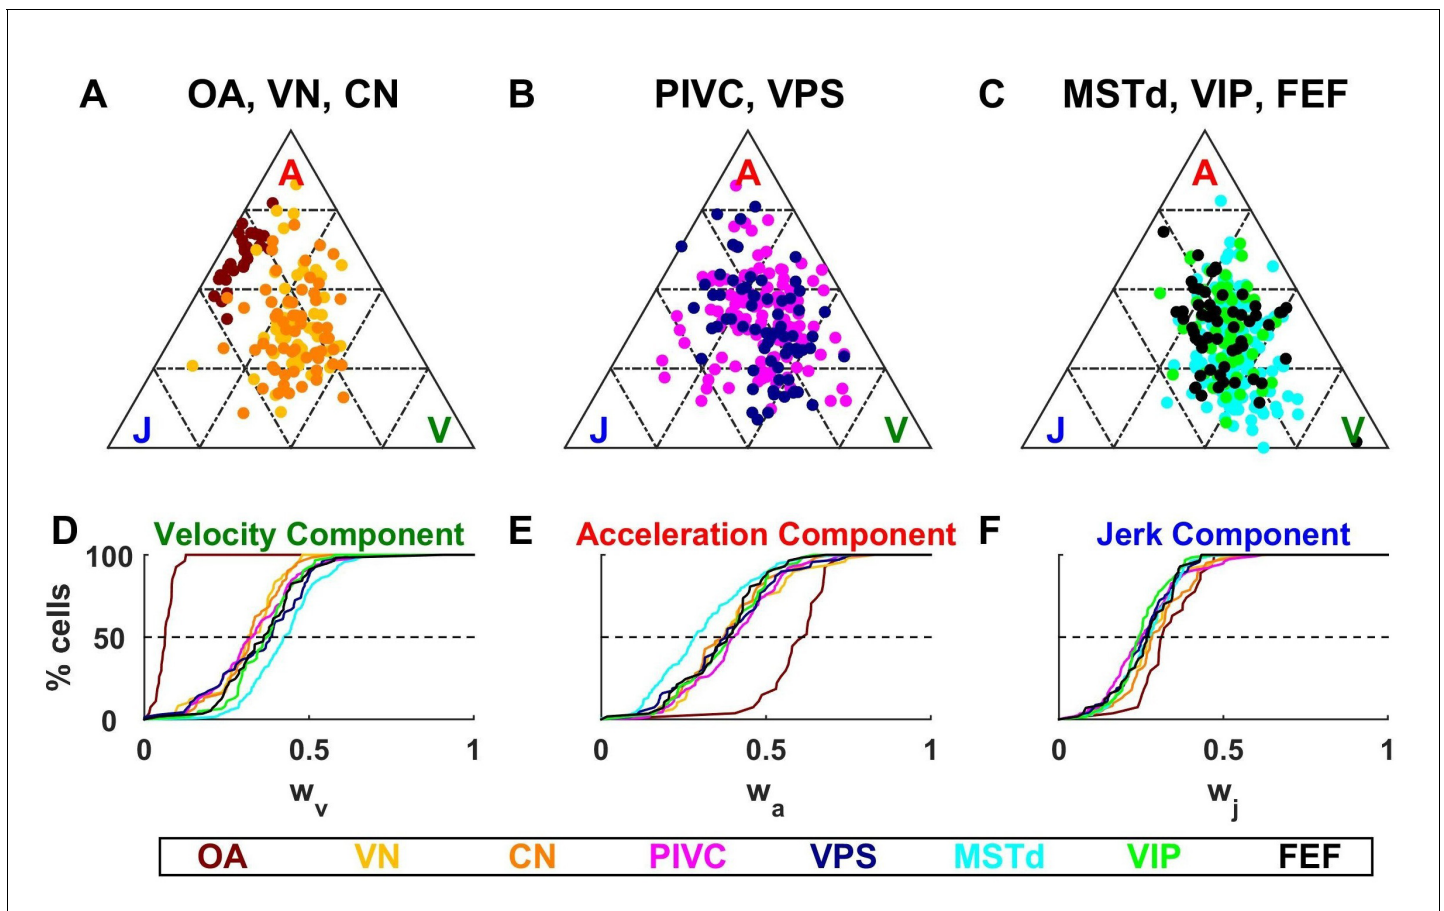 A OA, VN, CN B PIVC, VPS C MSTd, VIP, FEF
A A A
J V J V J V
D Velocity Component E Acceleration Component F Jerk Component
100
50
0
% cells
0 0.5 1 0 0.5 1 0 0.5 1
wv wa wj
OA VN CN PIVC VPS MSTd VIP FEF